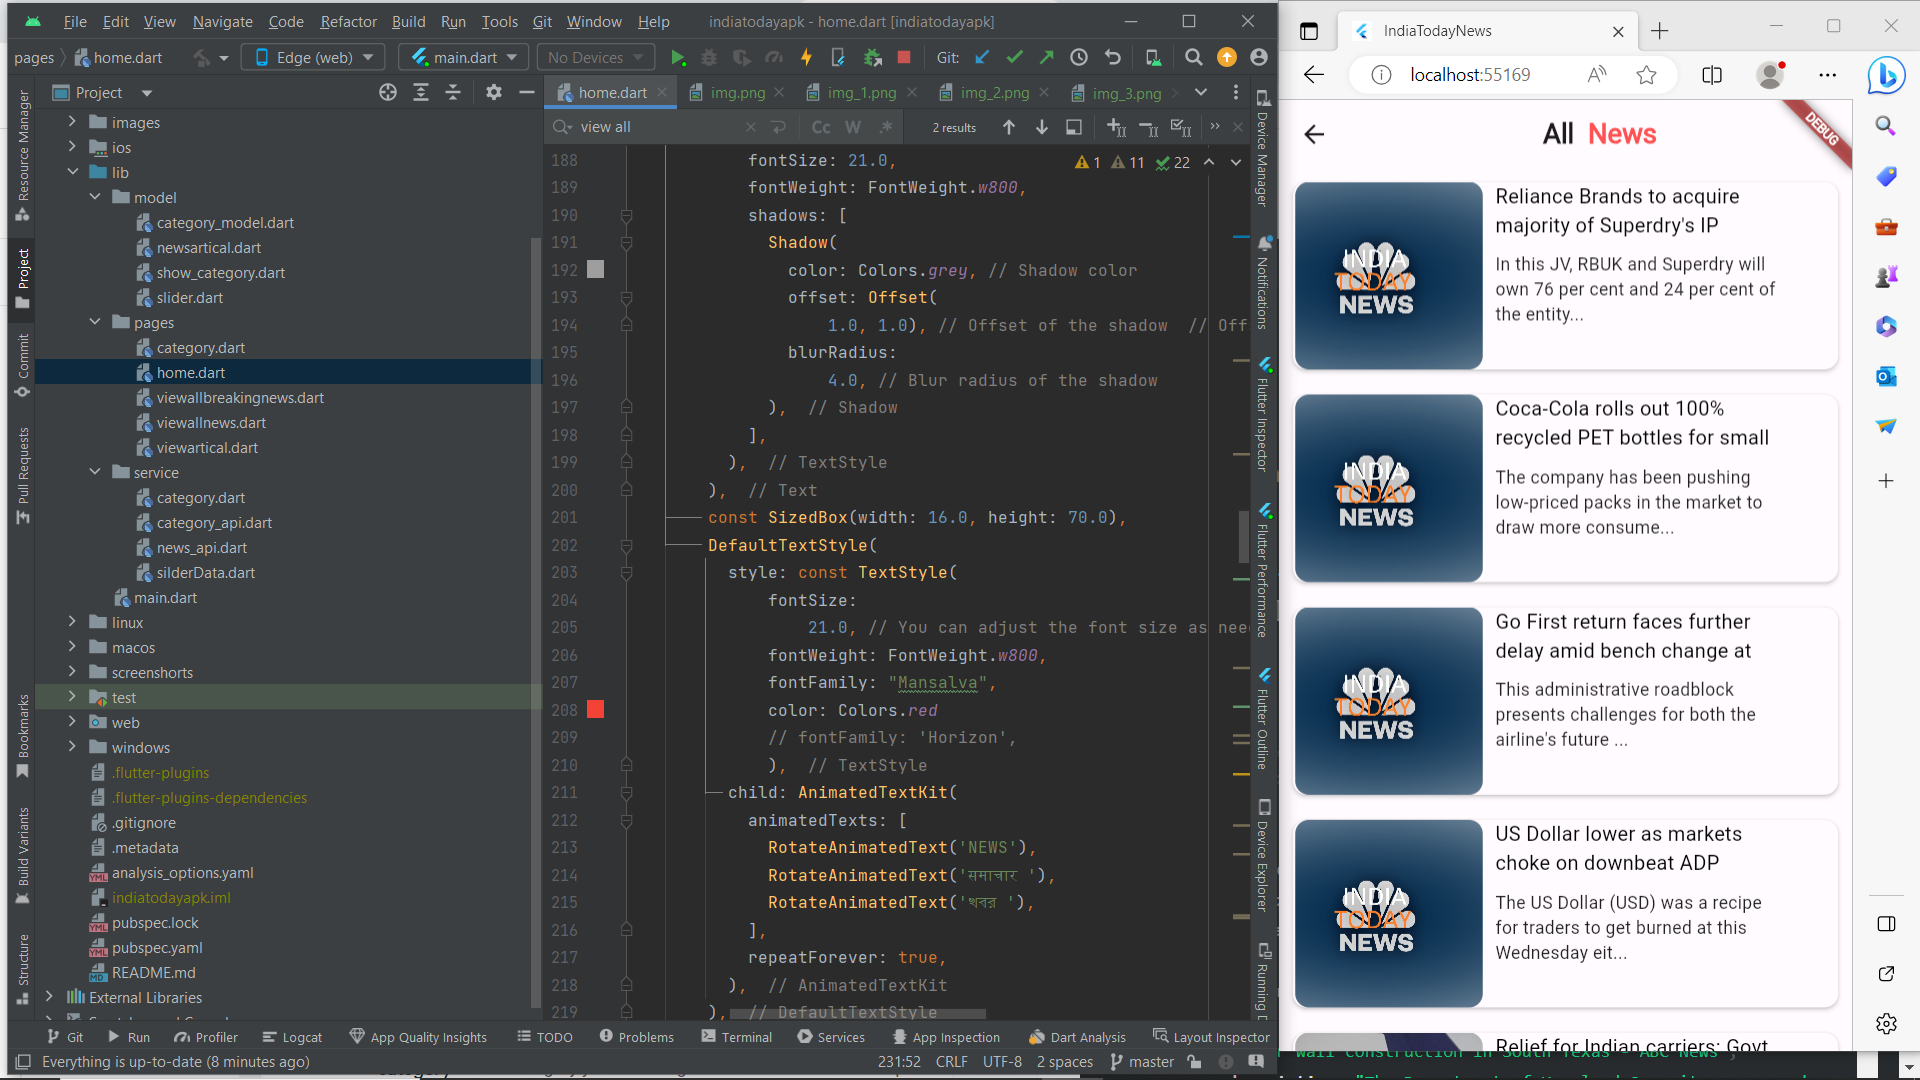 File Edit View Navigate Code Refactor Build Run Tools Git Window Help indiatodayapk - home.dart [indiatodayapk]
pages home.dart Edge (web) main.dart No Devices Git:
Project
images
ios
lib
model
category_model.dart
newsartical.dart
show_category.dart
slider.dart
pages
category.dart
home.dart
viewallbreakingnews.dart
viewallnews.dart
viewartical.dart
service
category.dart
category_api.dart
news_api.dart
silderData.dart
main.dart
linux
macos
screenshorts
test
web
windows
.flutter-plugins
.flutter-plugins-dependencies
.gitignore
.metadata
analysis_options.yaml
indiatodayapk.iml
pubspec.lock
pubspec.yaml
README.md
External Libraries
Resource Manager
Project
Commit
Pull Requests
Bookmarks
Build Variants
Structure
home.dart img.png img_1.png img_2.png img_3.png
view all Cc W .* 2 results
1 11 22
188 fontSize: 21.0,
189 fontWeight: FontWeight.w800,
190 shadows: [
191 Shadow(
192 color: Colors.grey, // Shadow color
193 offset: Offset(
194 1.0, 1.0), // Offset of the shadow // Off
195 blurRadius:
196 4.0, // Blur radius of the shadow
197 ), // Shadow
198 ],
199 ), // TextStyle
200 ), // Text
201 const SizedBox(width: 16.0, height: 70.0),
202 DefaultTextStyle(
203 style: const TextStyle(
204 fontSize:
205 21.0, // You can adjust the font size as nee
206 fontWeight: FontWeight.w800,
207 fontFamily: "Mansalva",
208 color: Colors.red
209 // fontFamily: 'Horizon',
210 ), // TextStyle
211 child: AnimatedTextKit(
212 animatedTexts: [
213 RotateAnimatedText('NEWS'),
214 RotateAnimatedText('समाचार '),
215 RotateAnimatedText('খবর '),
216 ],
217 repeatForever: true,
218 ), // AnimatedTextKit
219 ), // DefaultTextStyle
Device Manager
Notifications
Flutter Inspector
Flutter Performance
Flutter Outline
Device Explorer
Running D
Git Run Profiler Logcat App Quality Insights TODO Problems Terminal Services App Inspection Dart Analysis Layout Inspector
Everything is up-to-date (8 minutes ago) 231:52 CRLF UTF-8 2 spaces master
IndiaTodayNews
localhost:55169
All News
DEBUG
INDIA
TODAY
NEWS
Reliance Brands to acquire
majority of Superdry's IP
In this JV, RBUK and Superdry will
own 76 per cent and 24 per cent of
the entity...
INDIA
TODAY
NEWS
Coca-Cola rolls out 100%
recycled PET bottles for small
The company has been pushing
low-priced packs in the market to
draw more consume...
INDIA
TODAY
NEWS
Go First return faces further
delay amid bench change at
This administrative roadblock
presents challenges for both the
airline's future ...
INDIA
TODAY
NEWS
US Dollar lower as markets
choke on downbeat ADP
The US Dollar (USD) was a recipe
for traders to get burned at this
Wednesday eit...
Relief for Indian carriers: Govt